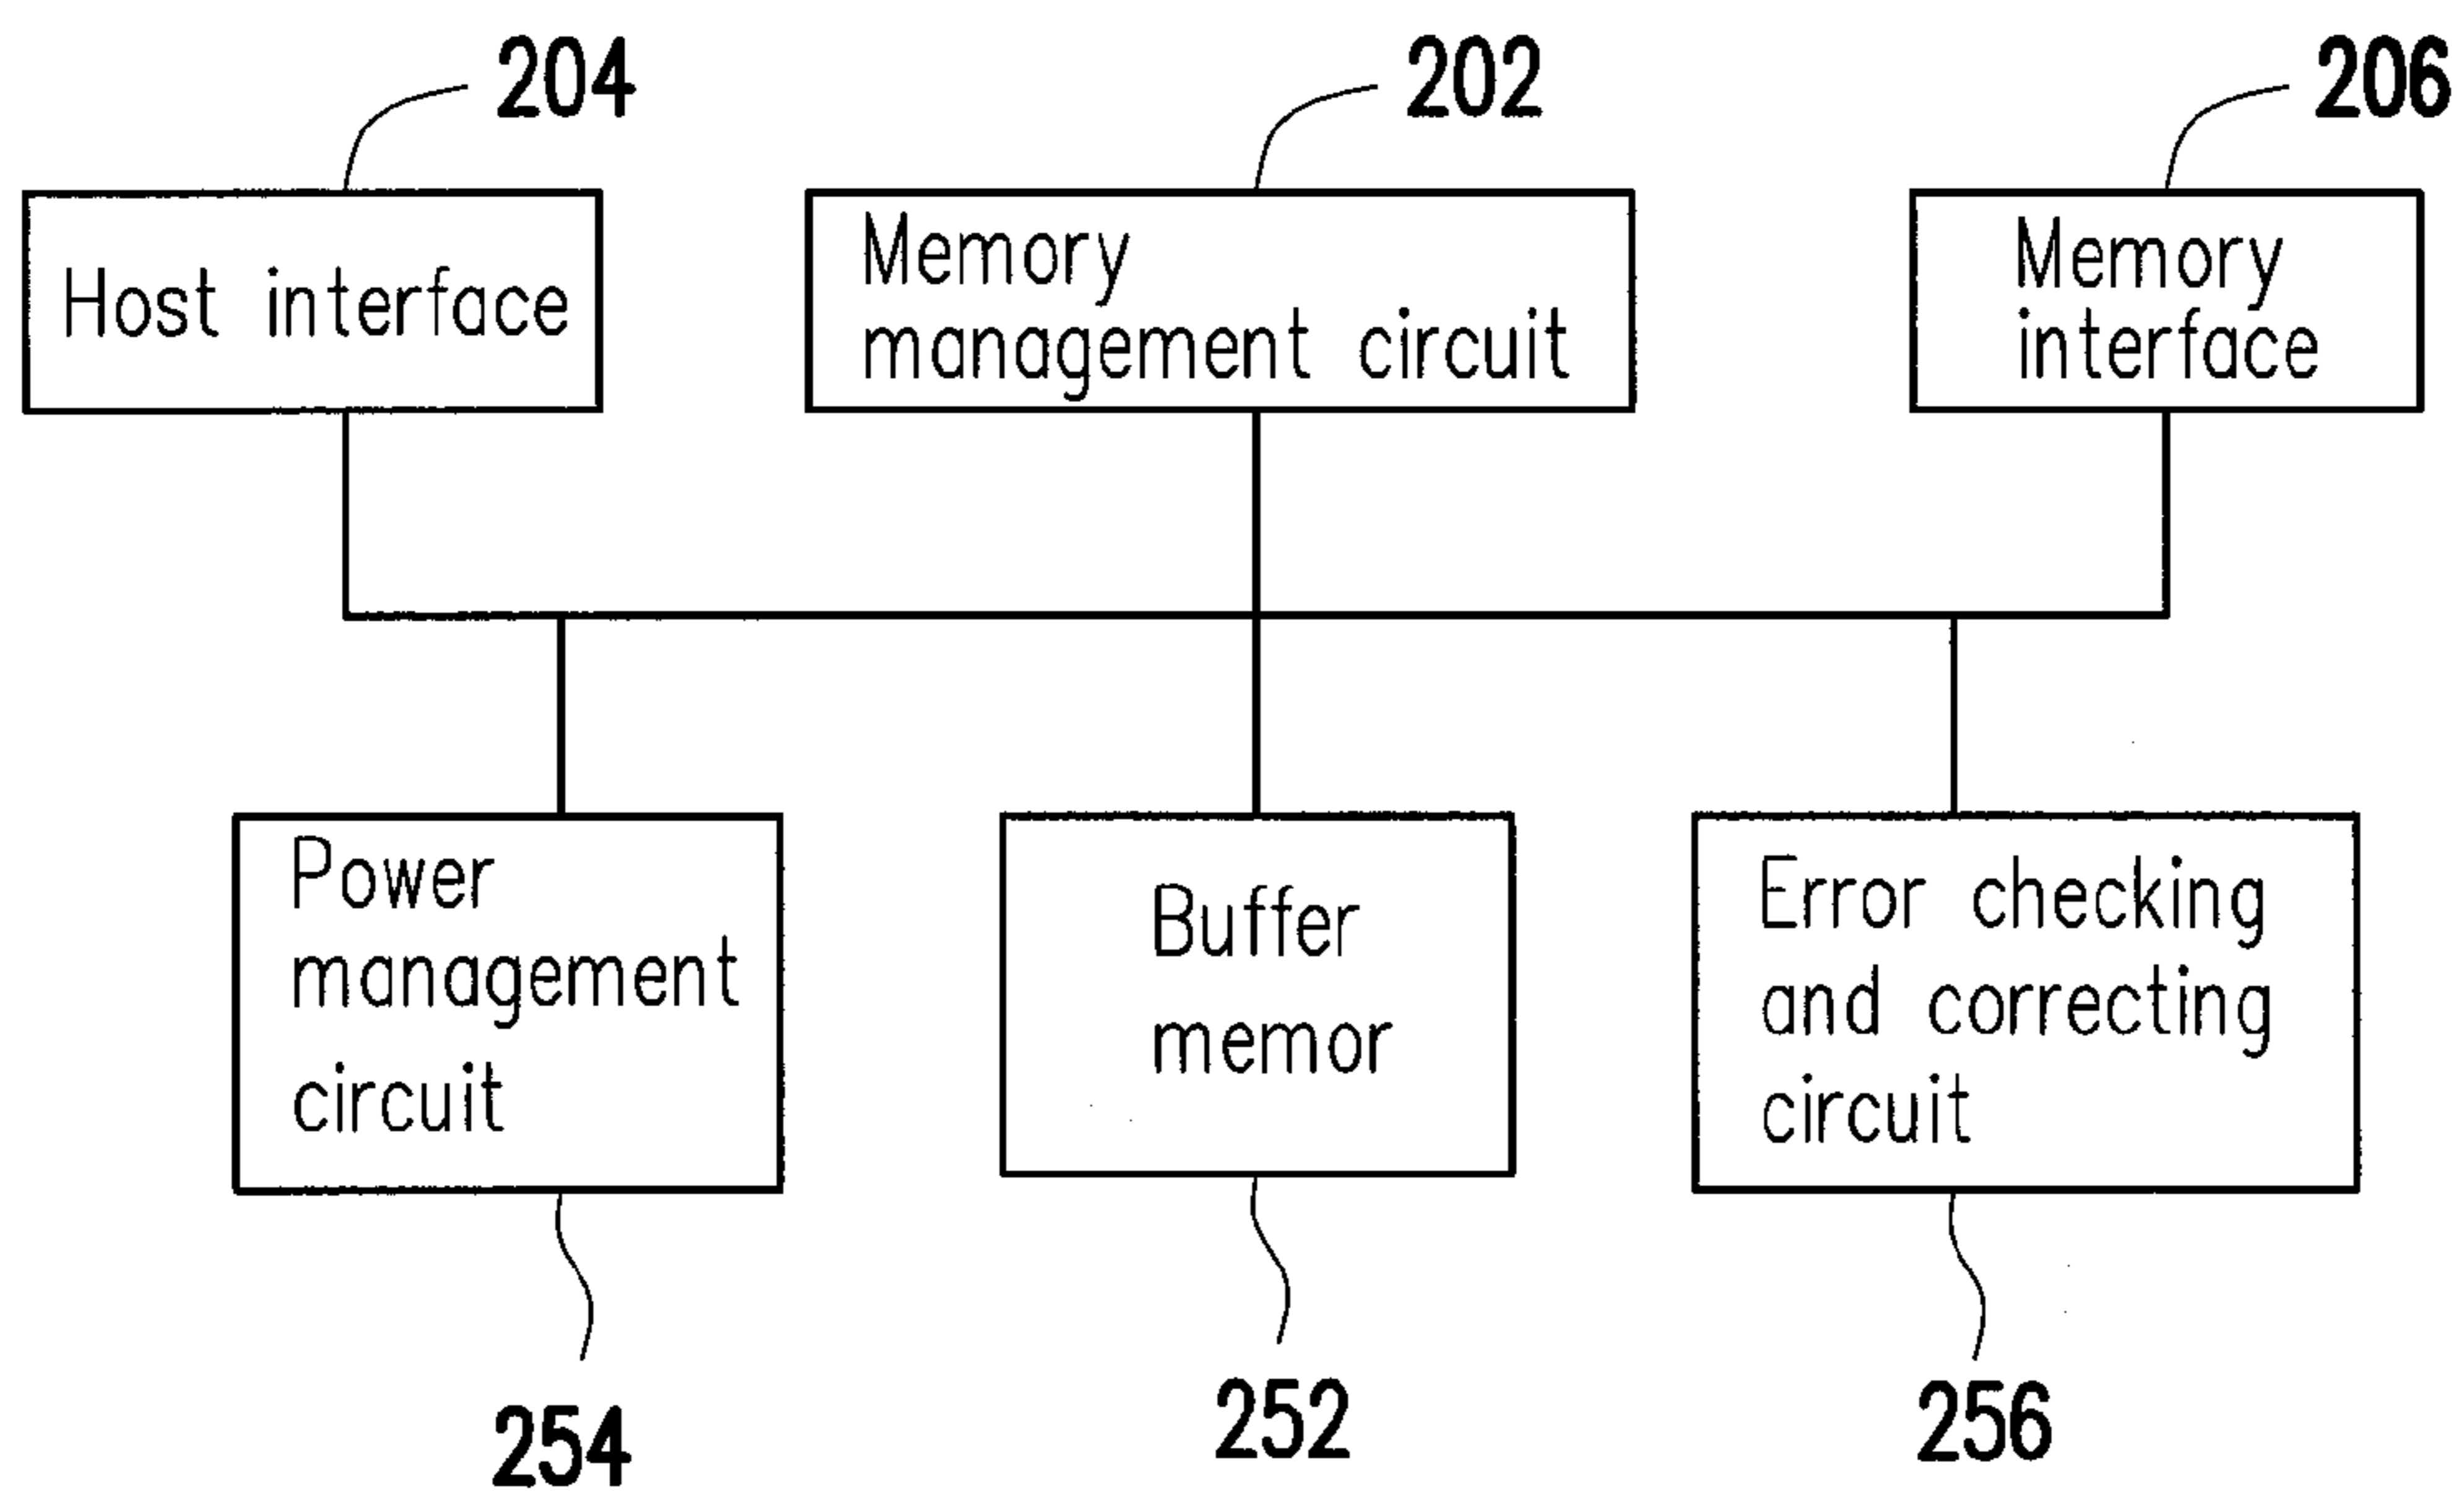 204
202
206
Host interface
Memory
management circuit
Memory
interface
Power
management
circuit
Buffer
memor
Error checking
and correcting
circuit
254
252
256